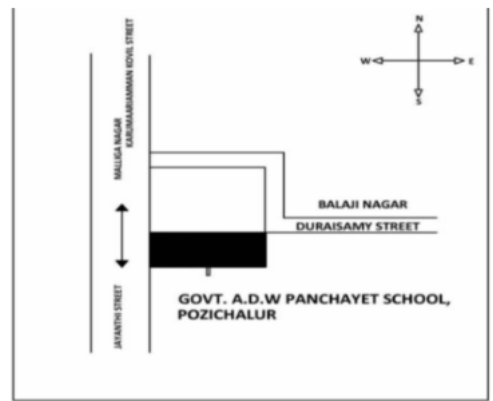 N
W
E
S
MALLIGA NAGAR
KARUMAARIAMMAN KOVIL STREET
BALAJI NAGAR
DURAISAMY STREET
JAYANTHI STREET
GOVT. A.D.W PANCHAYET SCHOOL,
POZICHALUR